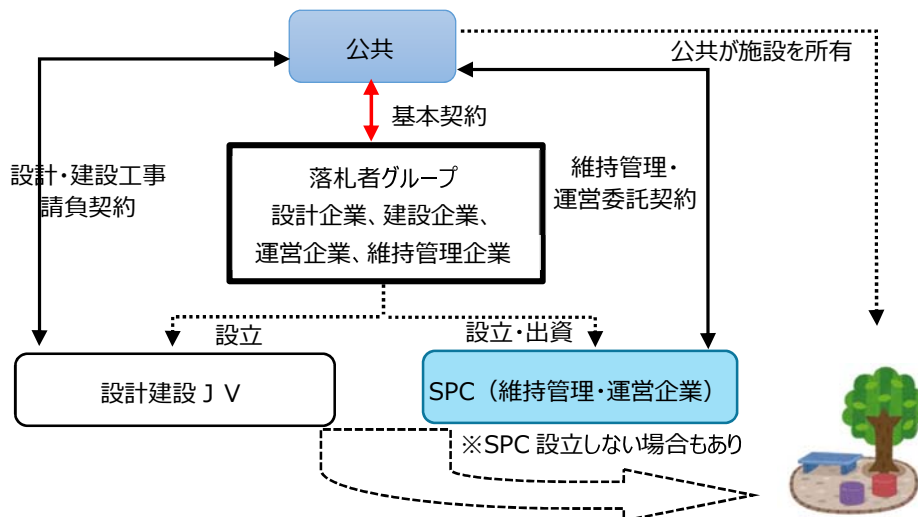 公共
公共が施設を所有
基本契約
設計・建設工事
請負契約
落札者グループ
設計企業、建設企業、
運営企業、維持管理企業
維持管理・
運営委託契約
設立
設立・出資
設計建設ＪＶ
SPC（維持管理・運営企業）
※SPC 設立しない場合もあり